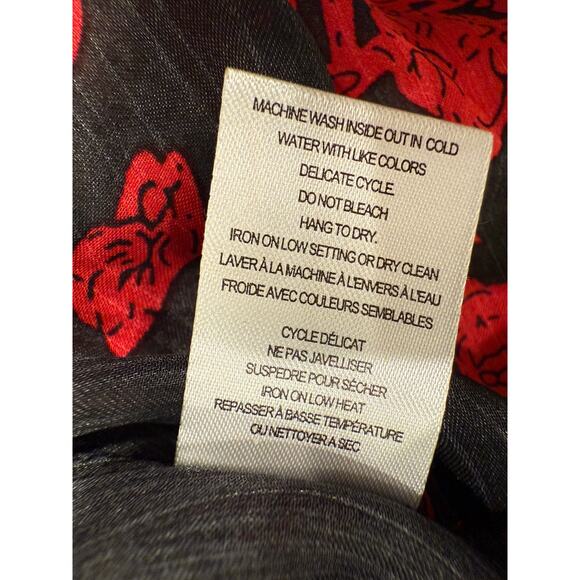 MACHINE WASH INSIDE OUT IN COLD
WATER WITH LIKE COLORS
DELICATE CYCLE.
DO NOT BLEACH
HANG TO DRY.
IRON ON LOW SETTING OR DRY CLEAN
LAVER À LA MACHINE À L'ENVERS À L'EAU
FROIDE AVEC COULEURS SEMBLABLES
CYCLE DÉLICAT
NE PAS JAVELLISER
SUSPEDRE POUR SÉCHER
IRON ON LOW HEAT
REPASSER À BASSE TEMPÉRATURE
OU NETTOYER A SEC